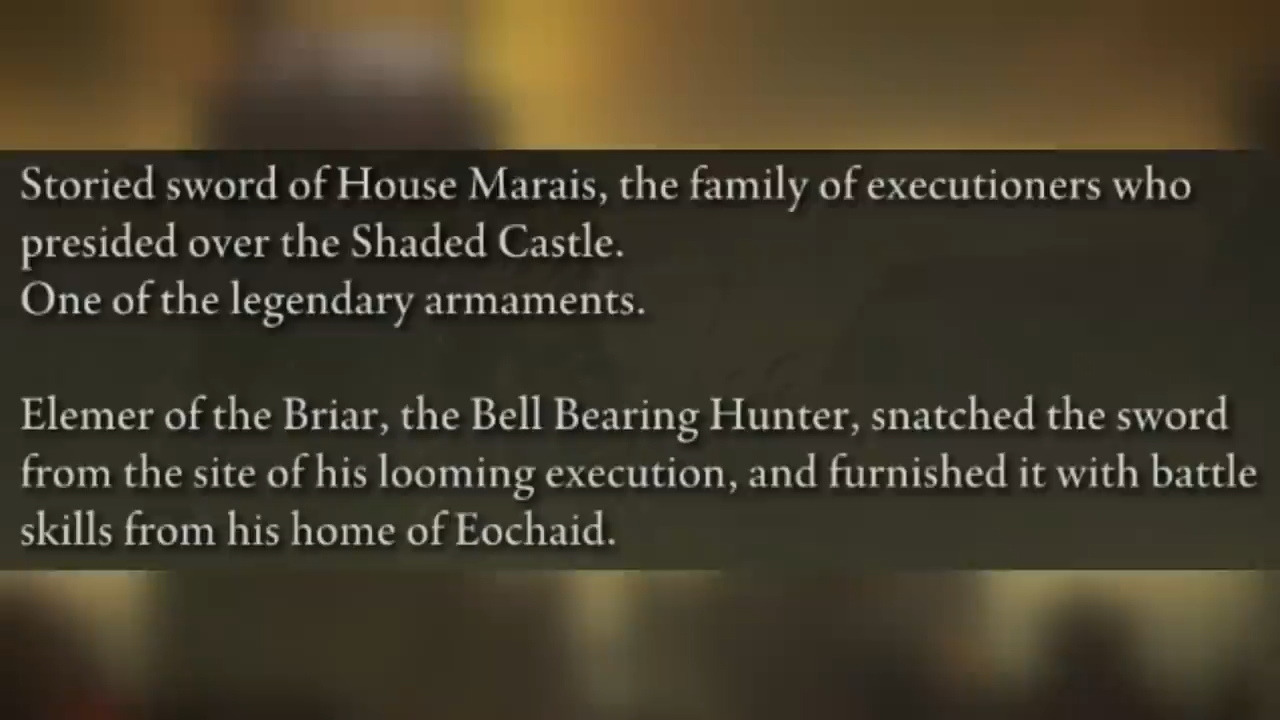 Storied sword of House Marais, the family of executioners who
presided over the Shaded Castle.
One of the legendary armaments.
Elemer of the Briar, the Bell Bearing Hunter, snatched the sword
from the site of his looming execution, and furnished it with battle
skills from his home of Eochaid.